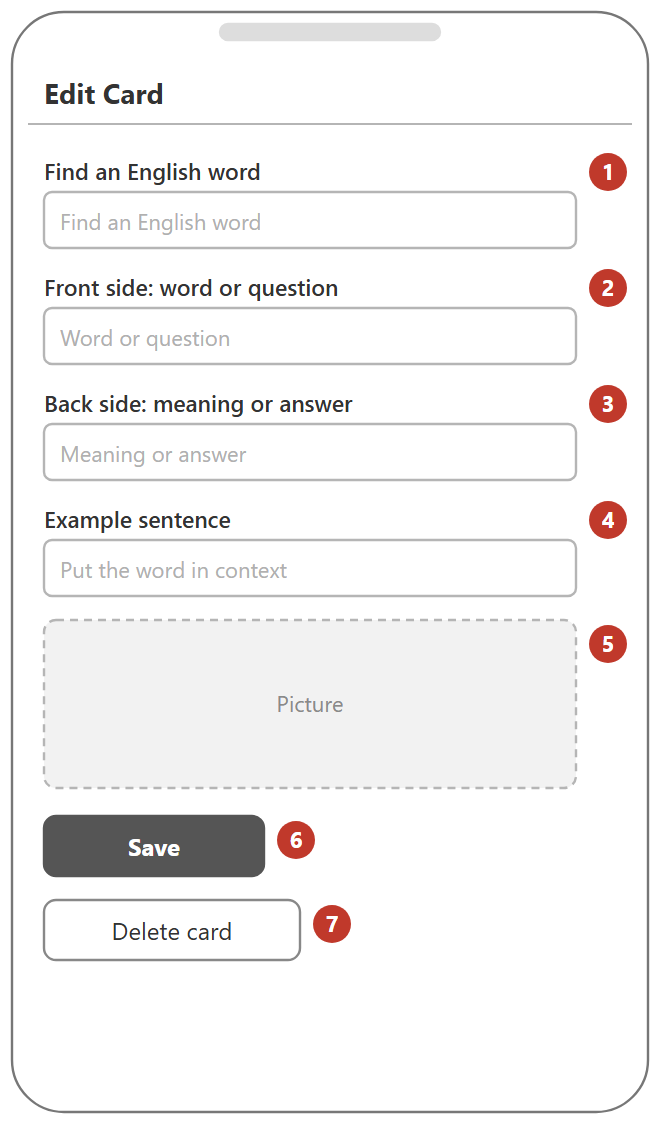 Edit Card
Find an English word 1
Find an English word
Front side: word or question 2
Word or question
Back side: meaning or answer 3
Meaning or answer
Example sentence 4
Put the word in context
5
Picture
Save 6
Delete card 7